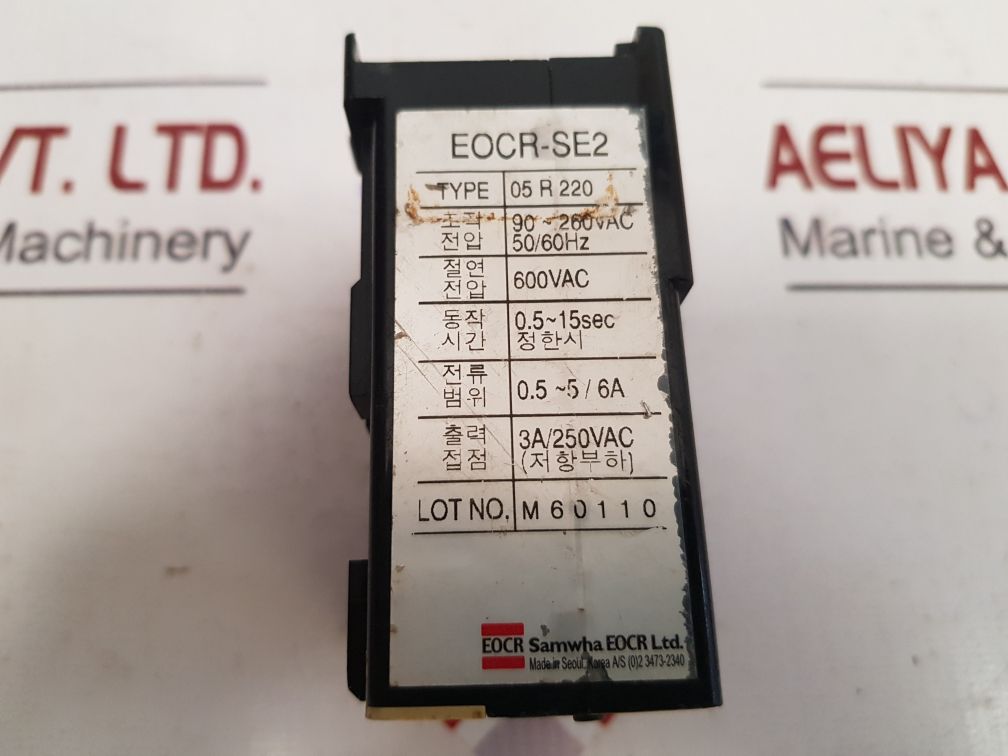 VT. LTD.
Machinery
AELIYA
Marine &
EOCR-SE2
TYPE 05 R 220
조작 90 ~ 260VAC
전압 50/60Hz
절연
전압 600VAC
동작 0.5~15sec
시간 정한시
전류
범위 0.5 ~5 / 6A
출력 3A/250VAC
접점 (저항부하)
LOT NO. M 6 0 1 1 0
EOCR Samwha EOCR Ltd.
Made in Seoul, Korea A/S (0)2 3473-2340